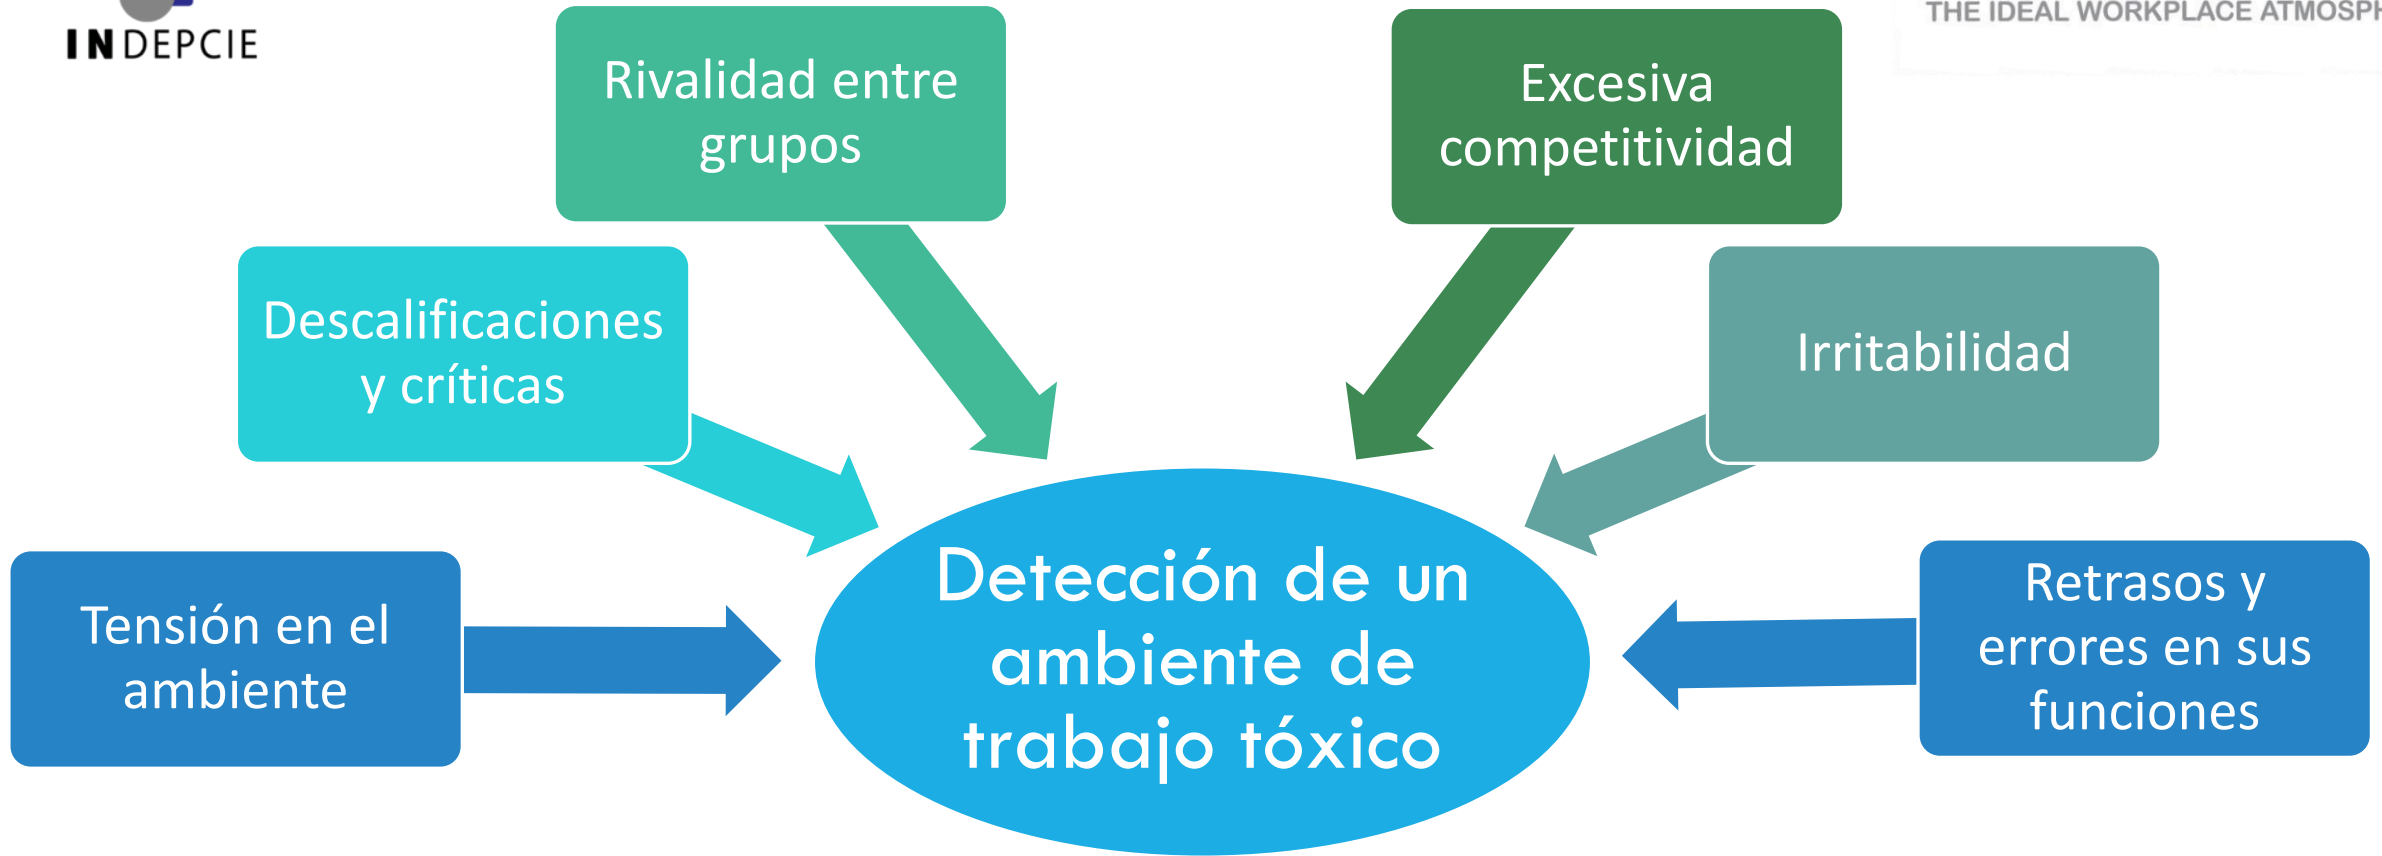 INDEPCIE
THE IDEAL WORKPLACE
Rivalidad entre
grupos
Excesiva
competitividad
Descalificaciones
y críticas
Irritabilidad
Tensión en el
ambiente
Detección de un
ambiente de
trabajo tóxico
Retrasos y
errores en sus
funciones